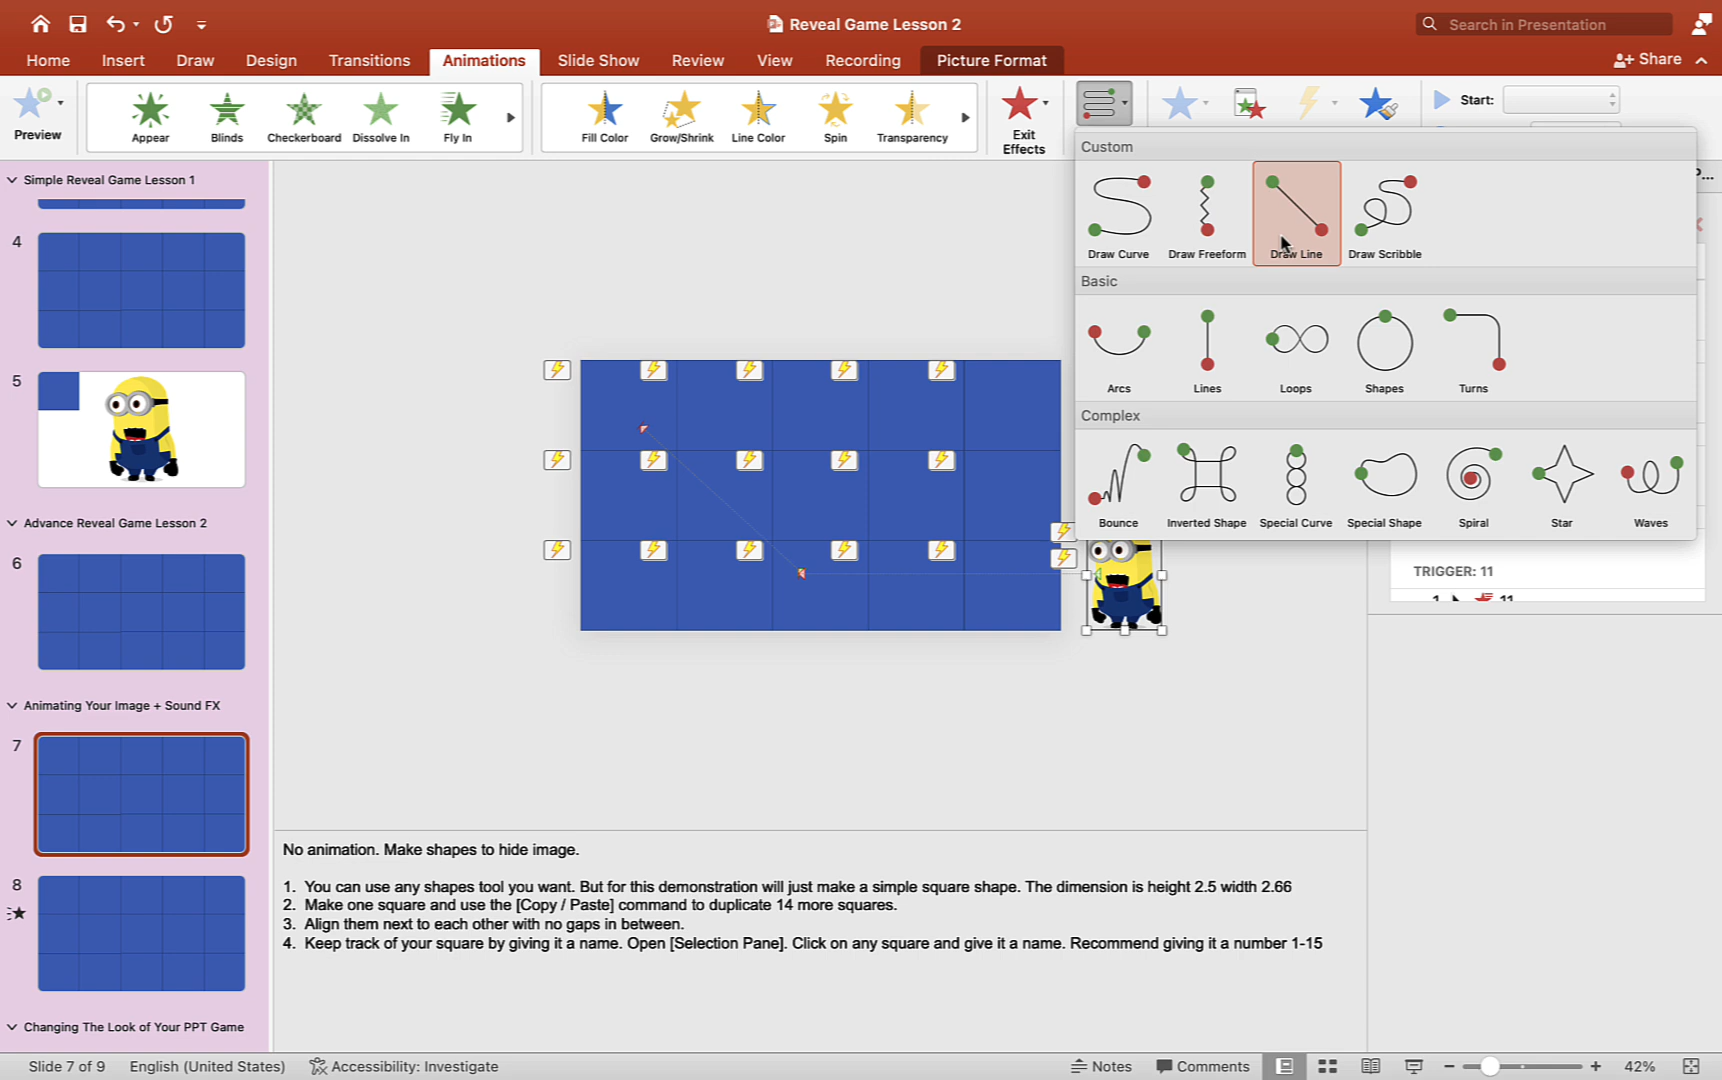 Reveal Game Lesson 2
Search in Presentation
Home Insert Draw Design Transitions Animations Slide Show Review View Recording Picture Format Share
Preview
Appear Blinds Checkerboard Dissolve In Fly In
Fill Color Grow/Shrink Line Color Spin Transparency
Exit
Effects
Start:
Custom
Draw Curve Draw Freeform Draw Line Draw Scribble
Basic
Arcs Lines Loops Shapes Turns
Complex
Bounce Inverted Shape Special Curve Special Shape Spiral Star Waves
TRIGGER: 11
1 11
Simple Reveal Game Lesson 1
4
5
Advance Reveal Game Lesson 2
6
Animating Your Image + Sound FX
7
8
Changing The Look of Your PPT Game
No animation. Make shapes to hide image.
1. You can use any shapes tool you want. But for this demonstration will just make a simple square shape. The dimension is height 2.5 width 2.66
2. Make one square and use the [Copy / Paste] command to duplicate 14 more squares.
3. Align them next to each other with no gaps in between.
4. Keep track of your square by giving it a name. Open [Selection Pane]. Click on any square and give it a name. Recommend giving it a number 1-15
Slide 7 of 9 English (United States) Accessibility: Investigate Notes Comments 42%